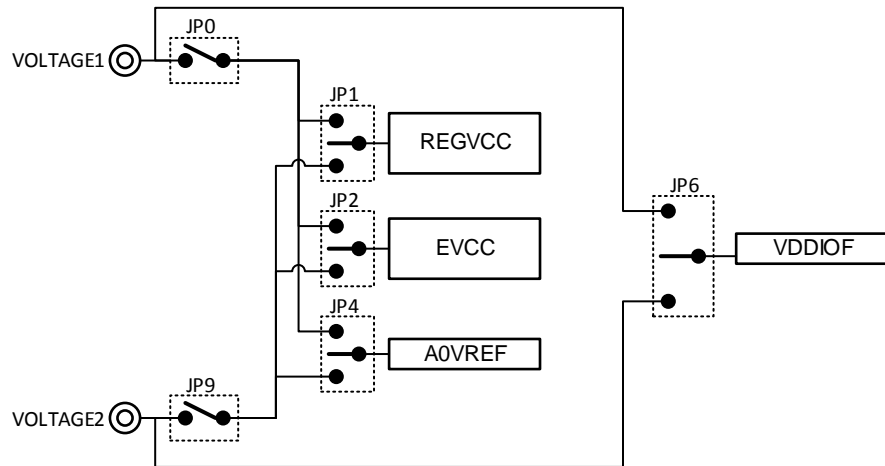 JP0
VOLTAGE1
JP1
REGVCC
JP6
JP2
EVCC
VDDIOF
JP4
A0VREF
JP9
VOLTAGE2